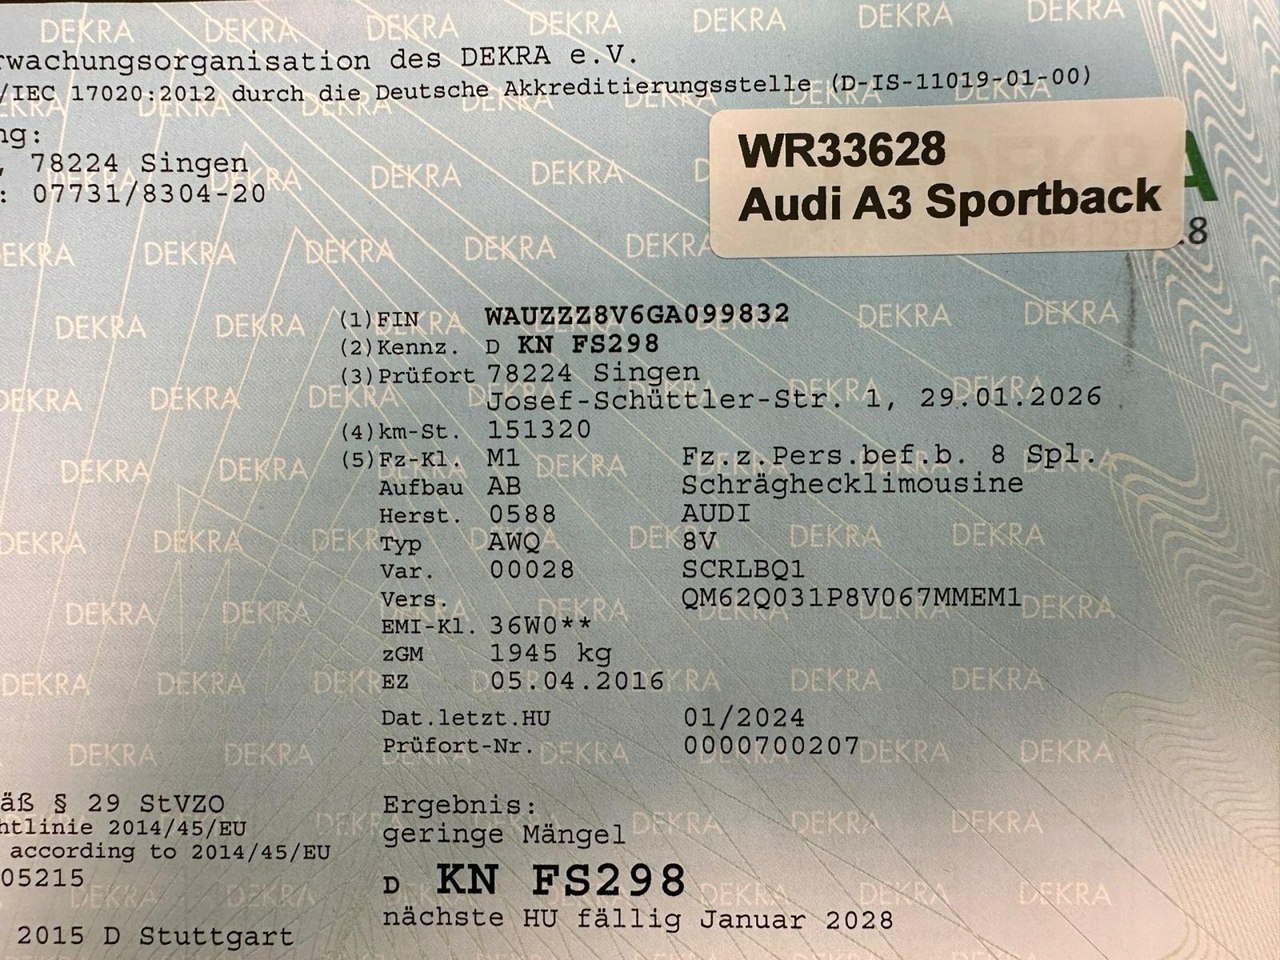 rwachungsorganisation des DEKRA e.V.
/IEC 17020:2012 durch die Deutsche Akkreditierungsstelle (D-IS-11019-01-00)
ng:
, 78224 Singen
: 07731/8304-20
WR33628
Audi A3 Sportback
8
(1) FIN WAUZZZ8V6GA099832
(2) Kennz. D KN FS298
(3) Prüfort 78224 Singen
Josef-Schüttler-Str. 1, 29.01.2026
(4) km-St. 151320
(5) Fz-Kl. M1 Fz.z.Pers.bef.b. 8 Spl.
Aufbau AB Schräghecklimousine
Herst. 0588 AUDI
Typ AWQ 8V
Var. 00028 SCRLBQ1
Vers. QM62Q031P8V067MMEM1
EMI-Kl. 36W0**
zGM 1945 kg
EZ 05.04.2016
Dat.letzt.HU 01/2024
Prüfort-Nr. 0000700207
äß § 29 StVZO
htlinie 2014/45/EU
according to 2014/45/EU
05215
2015 D Stuttgart
Ergebnis:
geringe Mängel
D KN FS298
nächste HU fällig Januar 2028